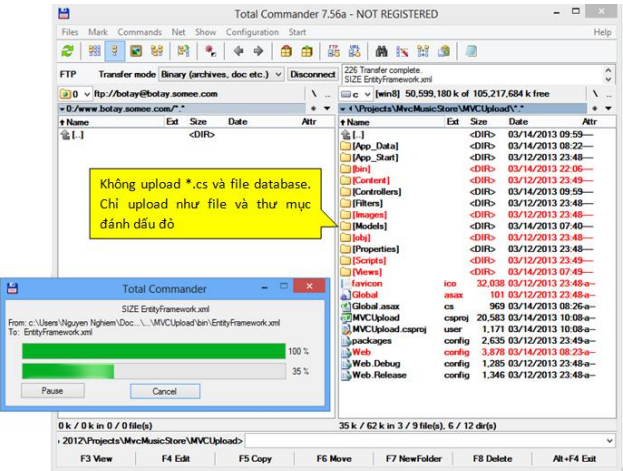 Total Commander 7.56a - NOT REGISTERED
Files Mark Commands Net Show Configuration Start Help
FTP Transfer mode Binary (archives, doc etc.) Disconnect
226 Transfer complete.
SIZE EntityFramework.xml
0 ftp://botay@botay.somee.com \ ..
c [win8] 50,599,180 k of 105,217,684 k free \ ..
0:/www.botay.somee.com/*.* * ▼
\Projects\MvcMusicStore\MVCUpload\*.* * ▼
Name Ext Size Date Attr
[..] <DIR>
Name Ext Size Date Attr
[..] <DIR> 03/14/2013 09:59—
[App_Data] <DIR> 03/14/2013 08:22—
[App_Start] <DIR> 03/12/2013 23:48—
[bin] <DIR> 03/14/2013 22:06—
[Content] <DIR> 03/12/2013 23:49—
[Controllers] <DIR> 03/14/2013 09:59—
[Filters] <DIR> 03/12/2013 23:48—
[Images] <DIR> 03/12/2013 23:48—
[Models] <DIR> 03/14/2013 07:40—
[obj] <DIR> 03/12/2013 23:48—
[Properties] <DIR> 03/12/2013 23:48—
[Scripts] <DIR> 03/12/2013 23:49—
[Views] <DIR> 03/14/2013 07:49—
favicon ico 32,038 03/12/2013 23:48-a-
Global asax 101 03/12/2013 23:48-a-
Global.asax cs 969 03/14/2013 08:26-a-
MVCUpload csproj 20,583 03/14/2013 10:08-a-
MVCUpload.csproj user 1,171 03/14/2013 10:08-a-
packages config 2,635 03/12/2013 23:49-a-
Web config 3,878 03/14/2013 08:23-a-
Web.Debug config 1,285 03/12/2013 23:48-a-
Web.Release config 1,346 03/12/2013 23:48-a-
Không upload *.cs và file database.
Chỉ upload như file và thư mục
đánh dấu đỏ
Total Commander
SIZE EntityFramework.xml
From: c:\Users\Nguyen Nghiem\Doc...\...\MVCUpload\bin\EntityFramework.xml
To: EntityFramework.xml
100 %
35 %
Pause Cancel
0 k / 0 k in 0 / 0 file(s)
35 k / 62 k in 3 / 9 file(s), 6 / 12 dir(s)
2012\Projects\MvcMusicStore\MVCUpload>
F3 View F4 Edit F5 Copy F6 Move F7 NewFolder F8 Delete Alt+F4 Exit